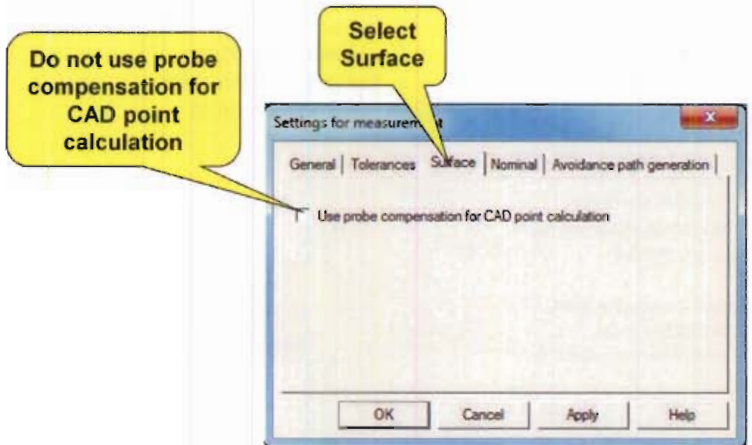 Do not use probe
compensation for
CAD point
calculation
Select
Surface
Settings for measurement
General
Tolerances
Surface
Nominal
Avoidance path generation
Use probe compensation for CAD point calculation
OK
Cancel
Apply
Help